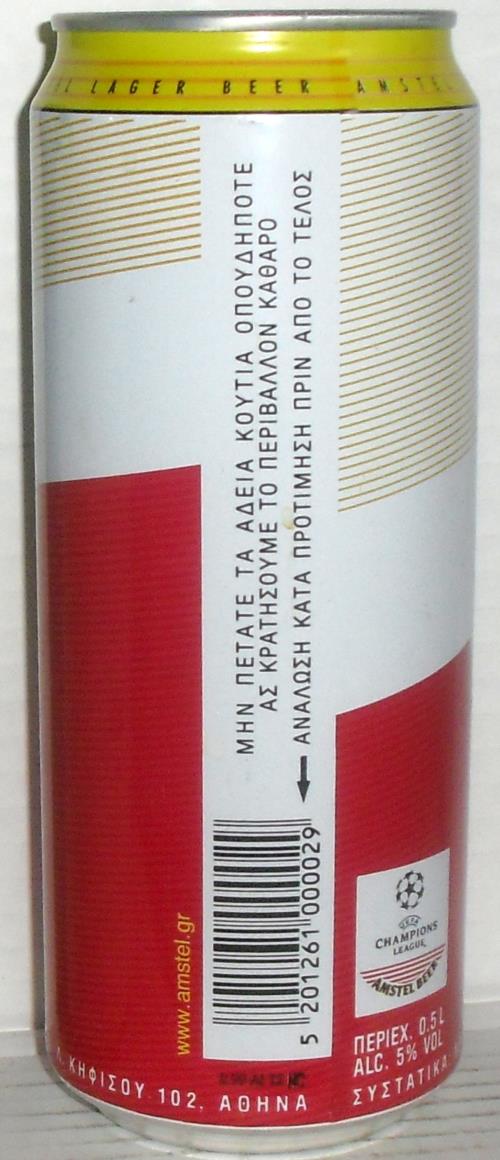 LAGER BEER AMSTEL
ΜΗΝ ΠΕΤΑΤΕ ΤΑ ΑΔΕΙΑ ΚΟΥΤΙΑ ΟΠΟΥΔΗΠΟΤΕ
ΑΣ ΚΡΑΤΗΣΟΥΜΕ ΤΟ ΠΕΡΙΒΑΛΛΟΝ ΚΑΘΑΡΟ
ΑΝΑΛΩΣΗ ΚΑΤΑ ΠΡΟΤΙΜΗΣΗ ΠΡΙΝ ΑΠΟ ΤΟ ΤΕΛΟΣ
5 201261 000029
www.amstel.gr
UEFA
CHAMPIONS
LEAGUE
AMSTEL BEER
ΠΕΡΙΕΧ. 0.5 L
ALC. 5% VOL
ΣΥΣΤΑΤΙΚΑ
Λ. ΚΗΦΙΣΟΥ 102, ΑΘΗΝΑ